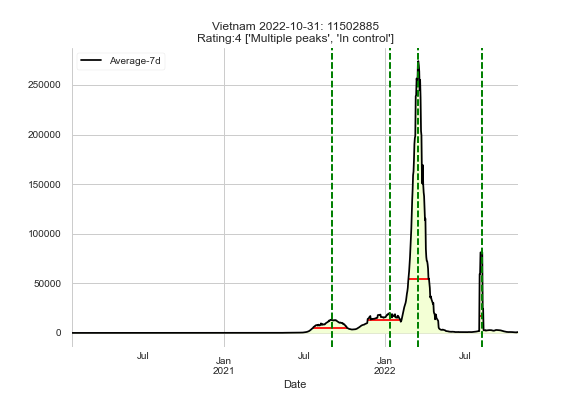 Vietnam 2022-10-31: 11502885
Rating:4 ['Multiple peaks', 'In control']
Average-7d
250000
200000
150000
100000
50000
0
Jul
Jan
2021
Jul
Jan
2022
Jul
Date